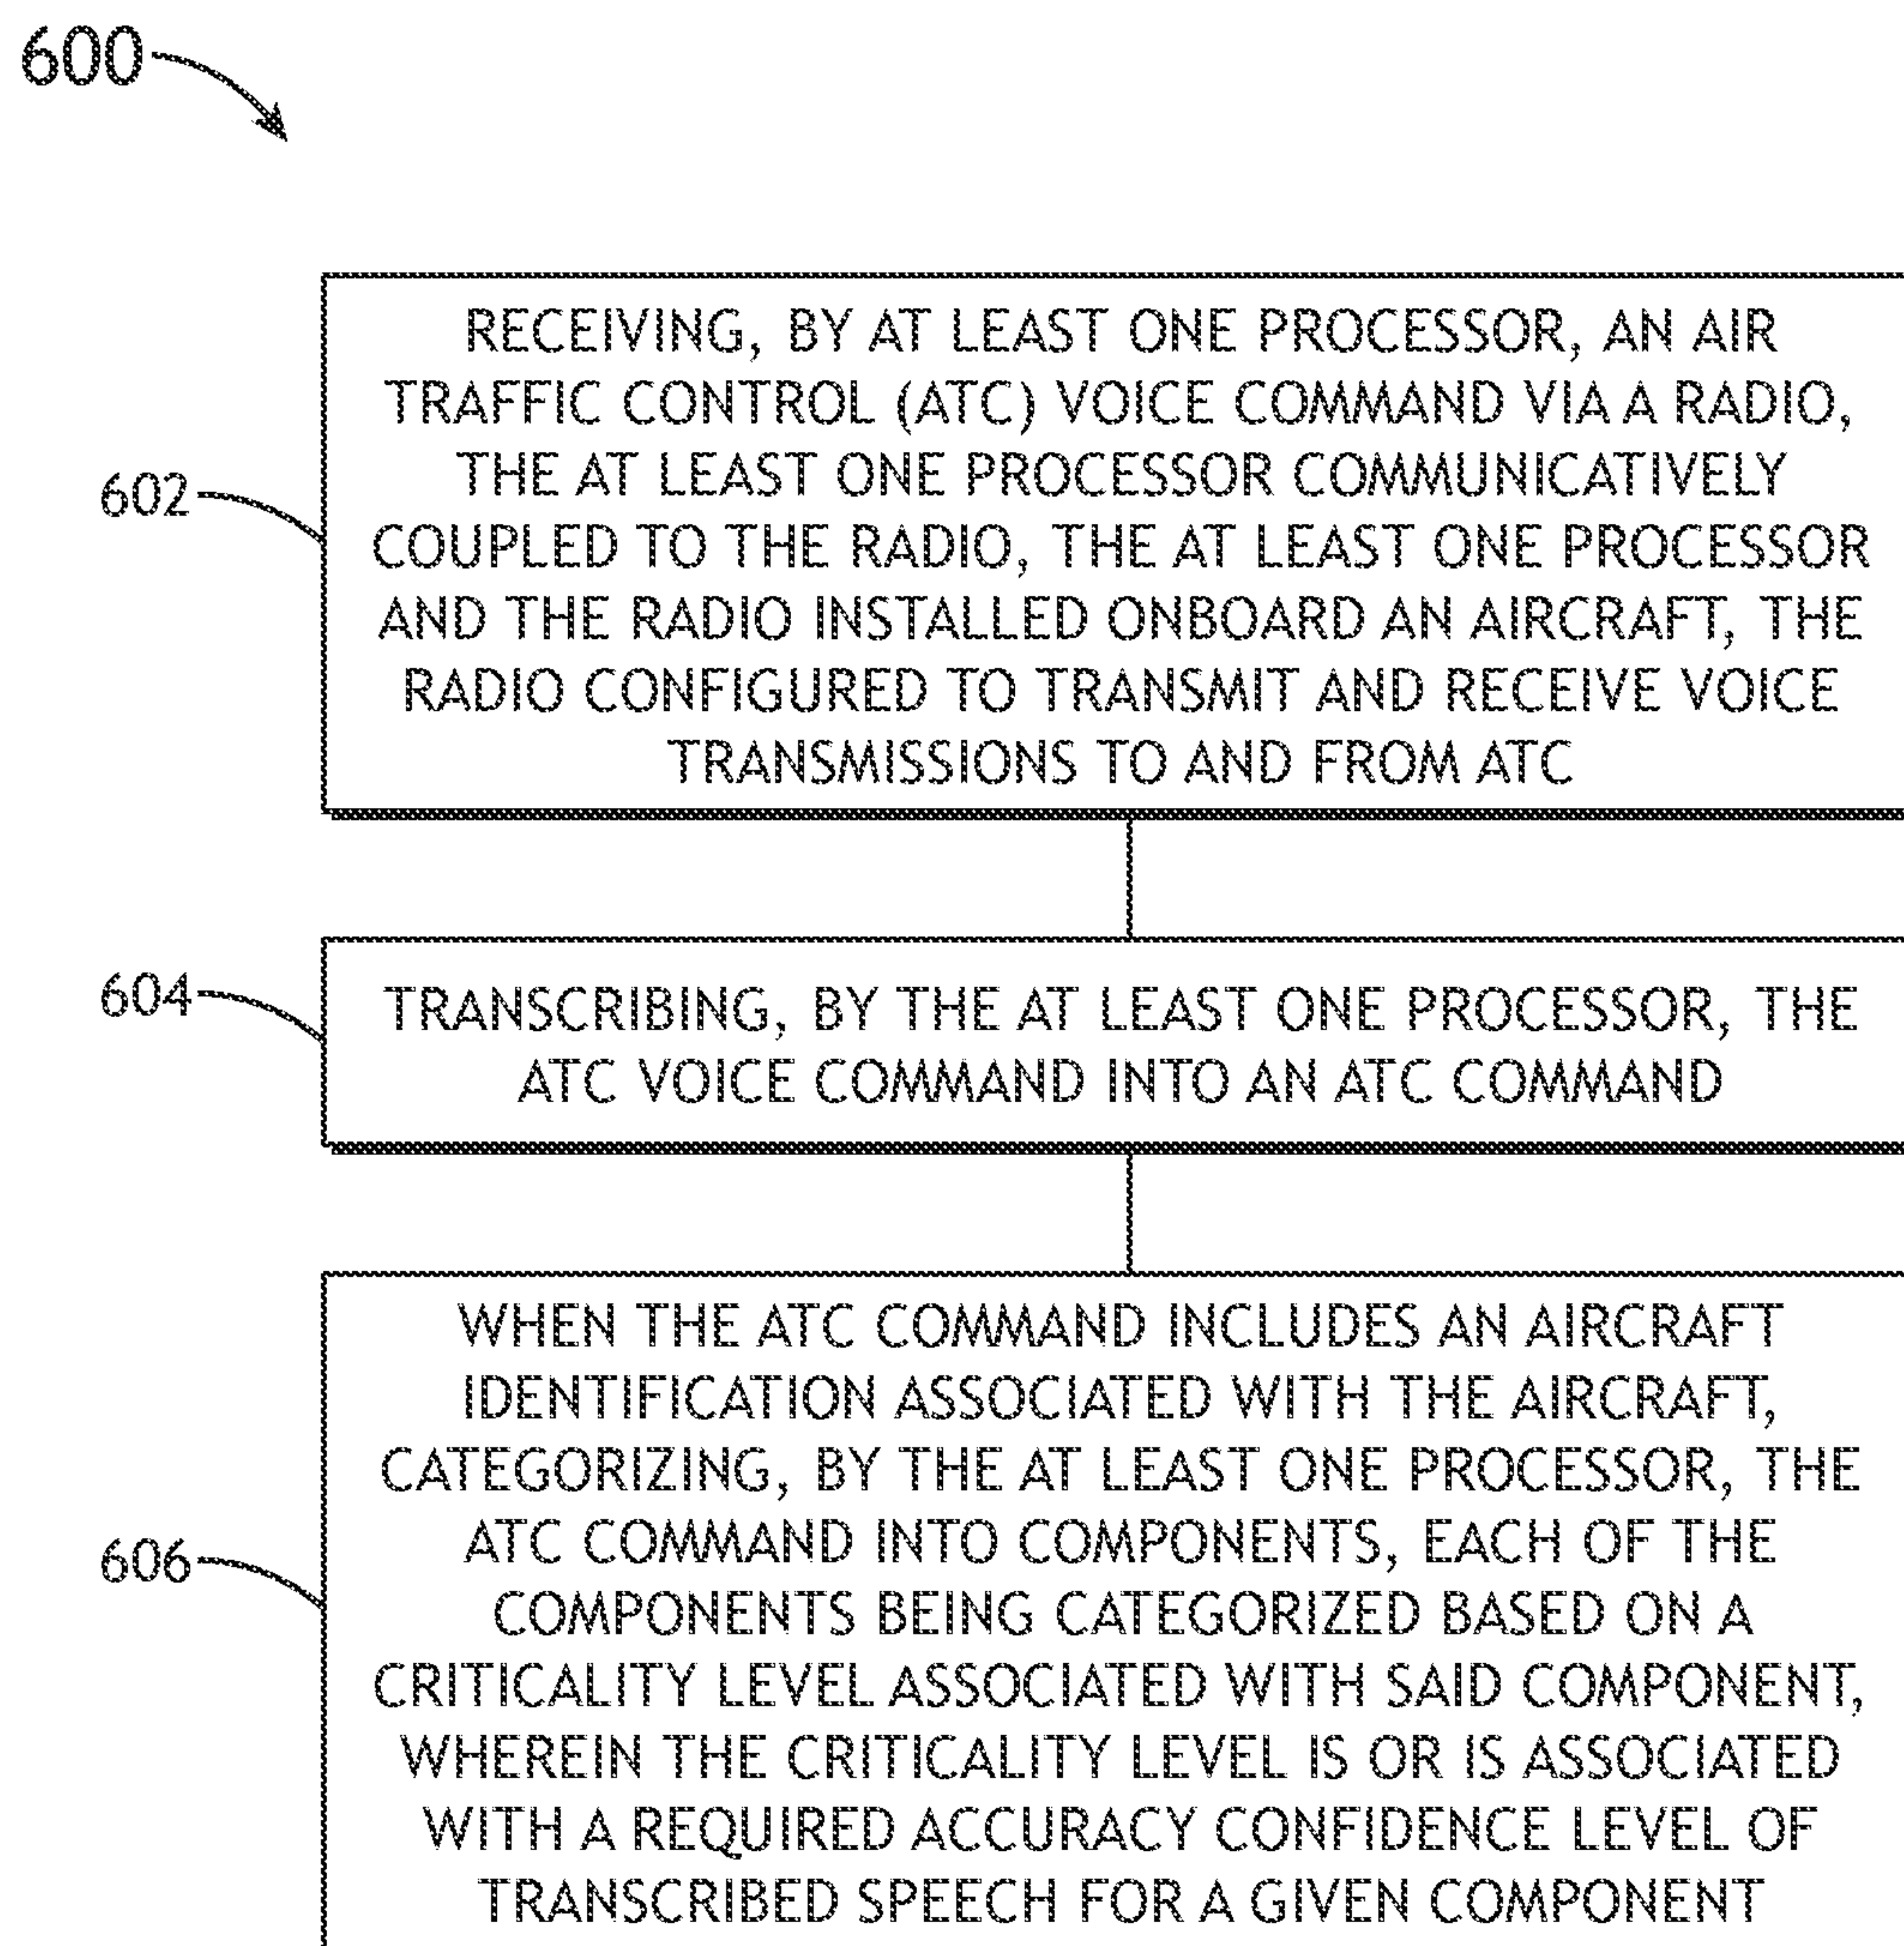 600
602
RECEIVING, BY AT LEAST ONE PROCESSOR, AN AIR
TRAFFIC CONTROL (ATC) VOICE COMMAND VIA A RADIO,
THE AT LEAST ONE PROCESSOR COMMUNICATIVELY
COUPLED TO THE RADIO, THE AT LEAST ONE PROCESSOR
AND THE RADIO INSTALLED ONBOARD AN AIRCRAFT, THE
RADIO CONFIGURED TO TRANSMIT AND RECEIVE VOICE
TRANSMISSIONS TO AND FROM ATC
604
TRANSCRIBING, BY THE AT LEAST ONE PROCESSOR, THE
ATC VOICE COMMAND INTO AN ATC COMMAND
606
WHEN THE ATC COMMAND INCLUDES AN AIRCRAFT
IDENTIFICATION ASSOCIATED WITH THE AIRCRAFT,
CATEGORIZING, BY THE AT LEAST ONE PROCESSOR, THE
ATC COMMAND INTO COMPONENTS, EACH OF THE
COMPONENTS BEING CATEGORIZED BASED ON A
CRITICALITY LEVEL ASSOCIATED WITH SAID COMPONENT,
WHEREIN THE CRITICALITY LEVEL IS OR IS ASSOCIATED
WITH A REQUIRED ACCURACY CONFIDENCE LEVEL OF
TRANSCRIBED SPEECH FOR A GIVEN COMPONENT